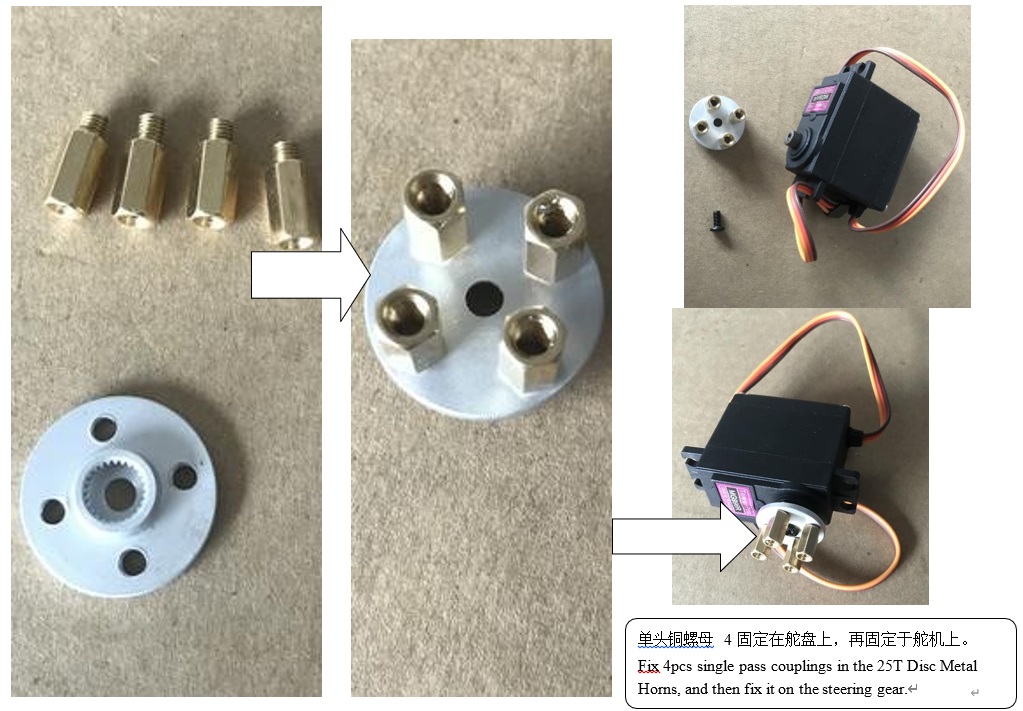 单头铜螺母 4 固定在舵盘上，再固定于舵机上。
Fix 4pcs single pass couplings in the 25T Disc Metal
Horns, and then fix it on the steering gear.